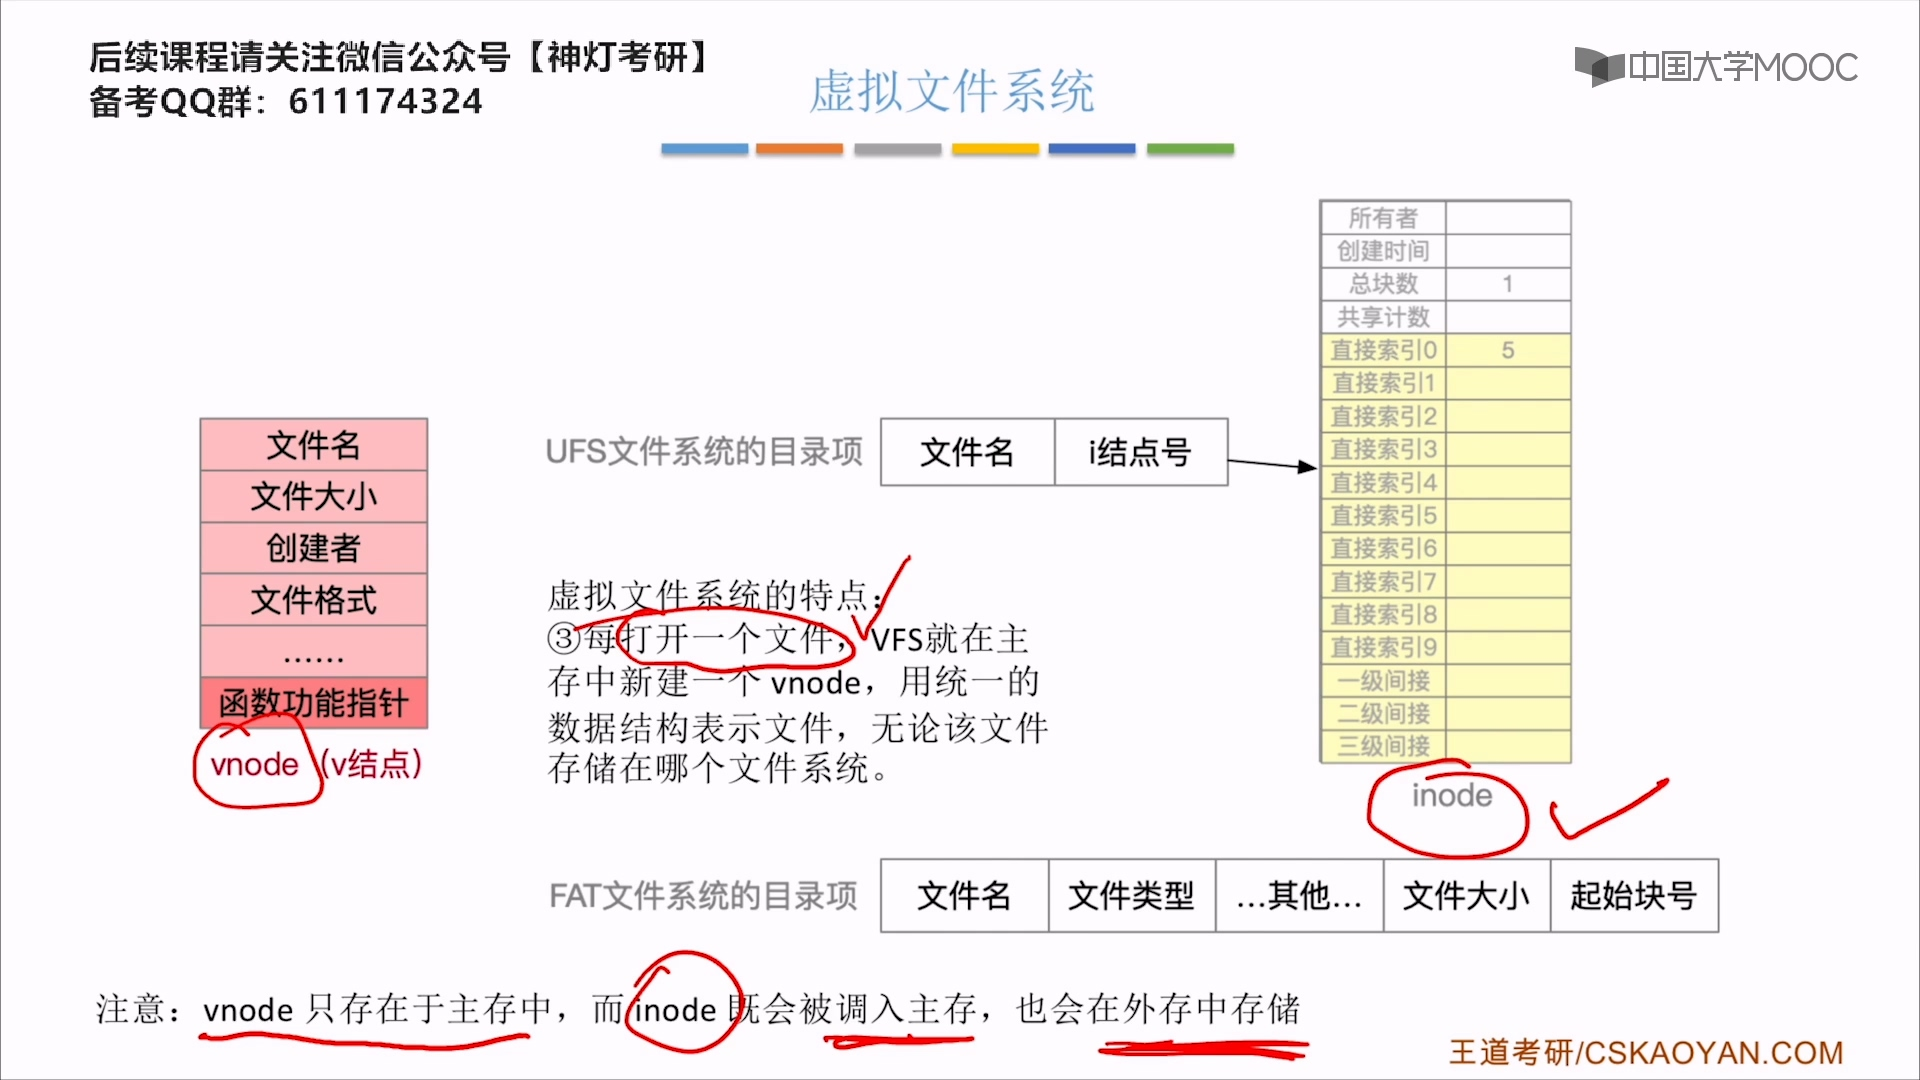 后续课程请关注微信公众号【神灯考研】
备考QQ群：611174324
虚拟文件系统
中国大学MOOC
文件名
文件大小
创建者
文件格式
......
函数功能指针
vnode（v结点）
UFS文件系统的目录项
文件名 i结点号
所有者
创建时间
总块数 1
共享计数
直接索引0 5
直接索引1
直接索引2
直接索引3
直接索引4
直接索引5
直接索引6
直接索引7
直接索引8
直接索引9
一级间接
二级间接
三级间接
inode
虚拟文件系统的特点：
③每打开一个文件，VFS就在主
存中新建一个 vnode，用统一的
数据结构表示文件，无论该文件
存储在哪个文件系统。
FAT文件系统的目录项
文件名 文件类型 ...其他... 文件大小 起始块号
注意：vnode 只存在于主存中，而 inode 既会被调入主存，也会在外存中存储
王道考研/CSKAOYAN.COM